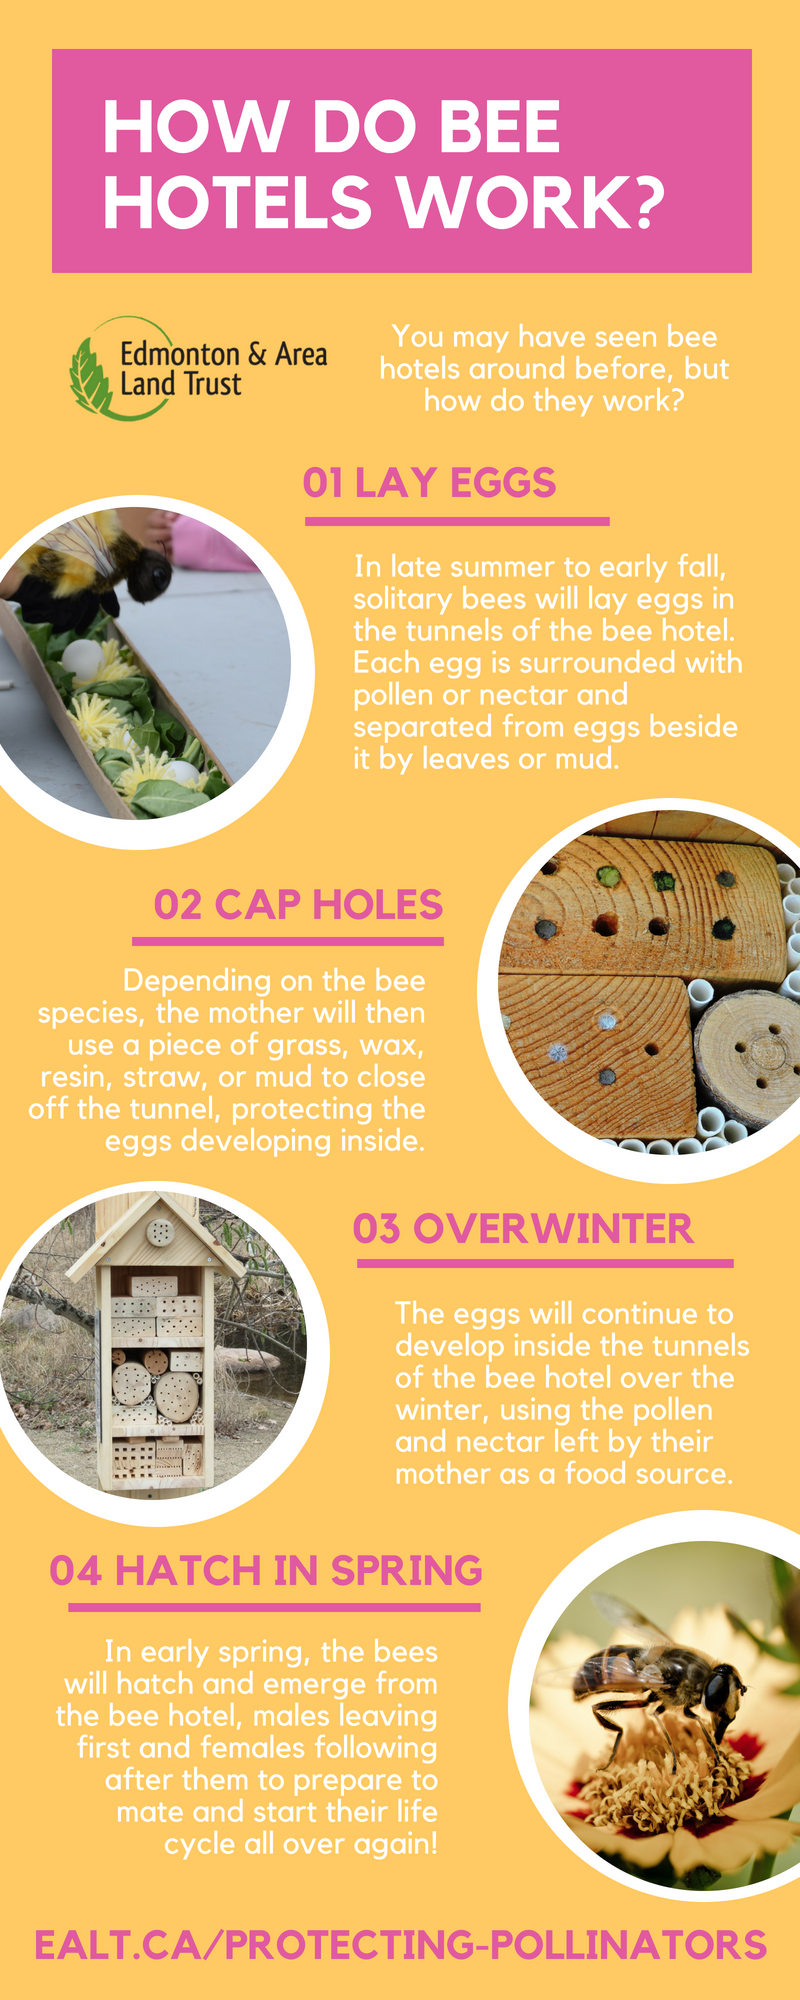 HOW DO BEE
HOTELS WORK?
Edmonton & Area
Land Trust
You may have seen bee
hotels around before, but
how do they work?
01 LAY EGGS
In late summer to early fall,
solitary bees will lay eggs in
the tunnels of the bee hotel.
Each egg is surrounded with
pollen or nectar and
separated from eggs beside
it by leaves or mud.
02 CAP HOLES
Depending on the bee
species, the mother will then
use a piece of grass, wax,
resin, straw, or mud to close
off the tunnel, protecting the
eggs developing inside.
03 OVERWINTER
The eggs will continue to
develop inside the tunnels
of the bee hotel over the
winter, using the pollen
and nectar left by their
mother as a food source.
04 HATCH IN SPRING
In early spring, the bees
will hatch and emerge from
the bee hotel, males leaving
first and females following
after them to prepare to
mate and start their life
cycle all over again!
EALT.CA/PROTECTING-POLLINATORS